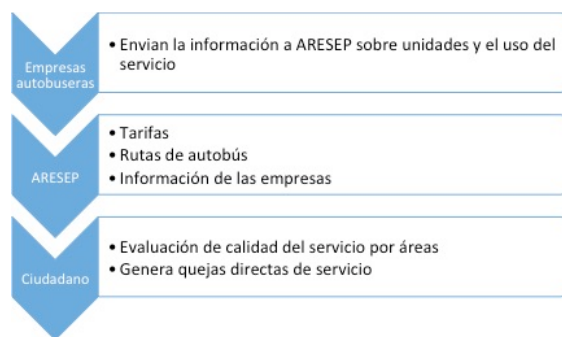 Empresas
autobuseras
• Envian la información a ARESEP sobre unidades y el uso del
servicio
ARESEP
• Tarifas
• Rutas de autobús
• Información de las empresas
Ciudadano
• Evaluación de calidad del servicio por áreas
• Genera quejas directas de servicio